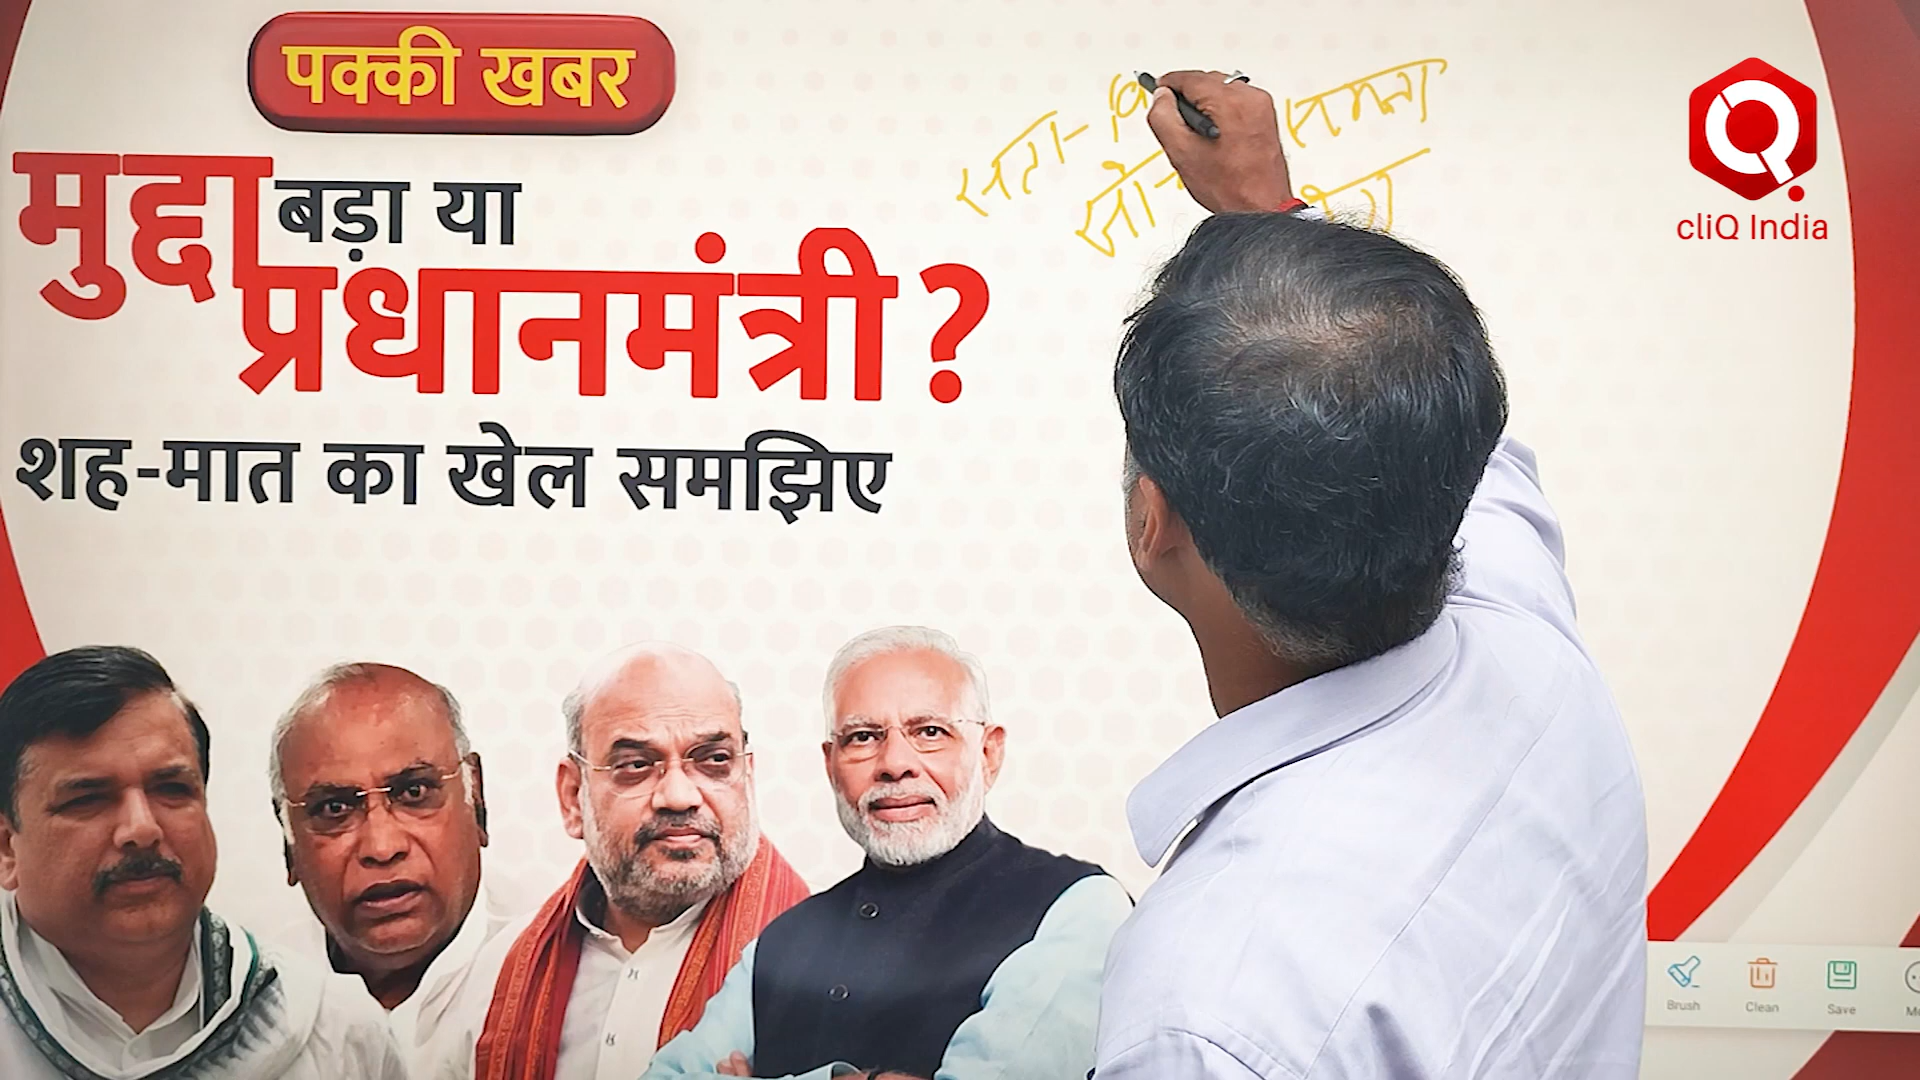 पक्की खबर
मुद्दा बड़ा या
प्रधानमंत्री?
शह-मात का खेल समझिए
cliQ India
Brush Clean Save